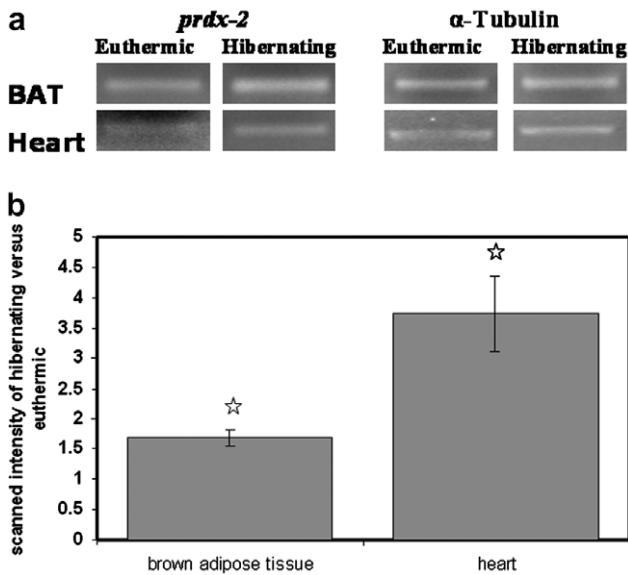 a
prdx-2 α-Tubulin
Euthermic Hibernating Euthermic Hibernating
BAT
Heart
b
scanned intensity of hibernating versus
euthermic
5
4.5
4
3.5
3
2.5
2
1.5
1
0.5
0
brown adipose tissue heart